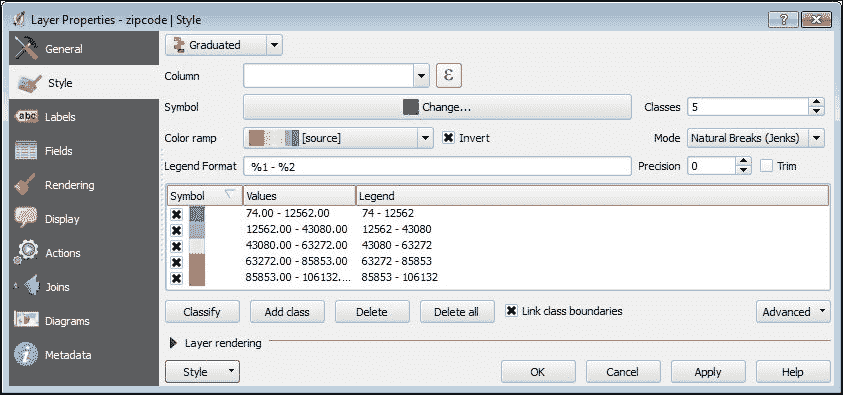 Layer Properties - zipcode | Style
General
Style
Labels
Fields
Rendering
Display
Actions
Joins
Diagrams
Metadata
Graduated
Column ε
Symbol Change... Classes 5
Color ramp [source] Invert Mode Natural Breaks (Jenks)
Legend Format %1 - %2 Precision 0 Trim
Symbol Values Legend
74.00 - 12562.00 74 - 12562
12562.00 - 43080.00 12562 - 43080
43080.00 - 63272.00 43080 - 63272
63272.00 - 85853.00 63272 - 85853
85853.00 - 106132.... 85853 - 106132
Classify Add class Delete Delete all Link class boundaries Advanced
Layer rendering
Style OK Cancel Apply Help